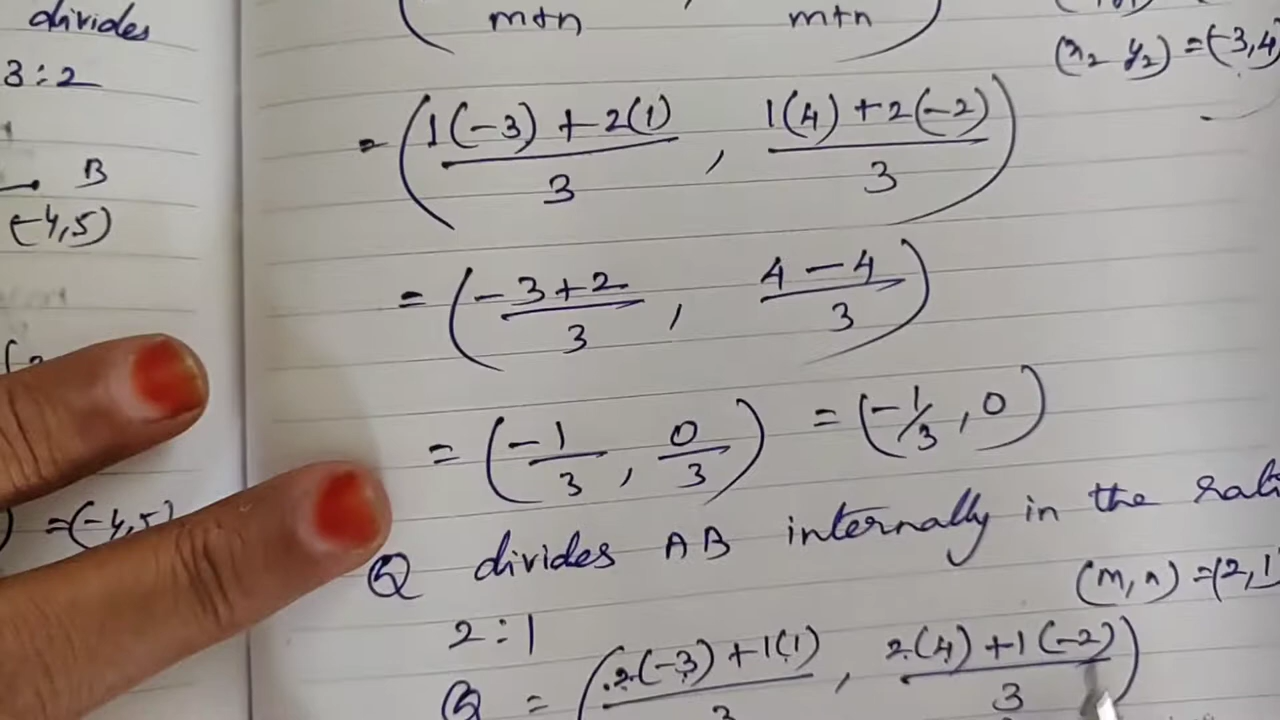 divides
3:2
B
(-4,5)
=(-4,5)
m+n m+n
(x₂ y₂) = (-3,4
= (1(-3)+2(1)/3 , 1(4)+2(-2)/3)
= (-3+2/3 , 4-4/3)
= (-1/3 , 0/3) = (-1/3 , 0)
Q divides AB internally in the
(m,n) = (2,1)
2:1
Q = (2(-3)+1(1)/3 , 2(4)+1(-2)/3)